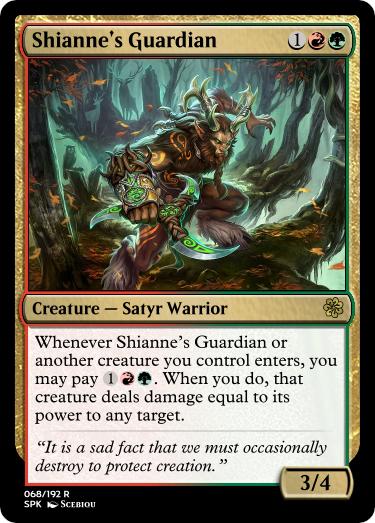 Shianne's Guardian 1
Creature — Satyr Warrior
Whenever Shianne's Guardian or
another creature you control enters, you
may pay 1. When you do, that
creature deals damage equal to its
power to any target.
“It is a sad fact that we must occasionally
destroy to protect creation.”
3/4
068/192 R
SPK Scebiou